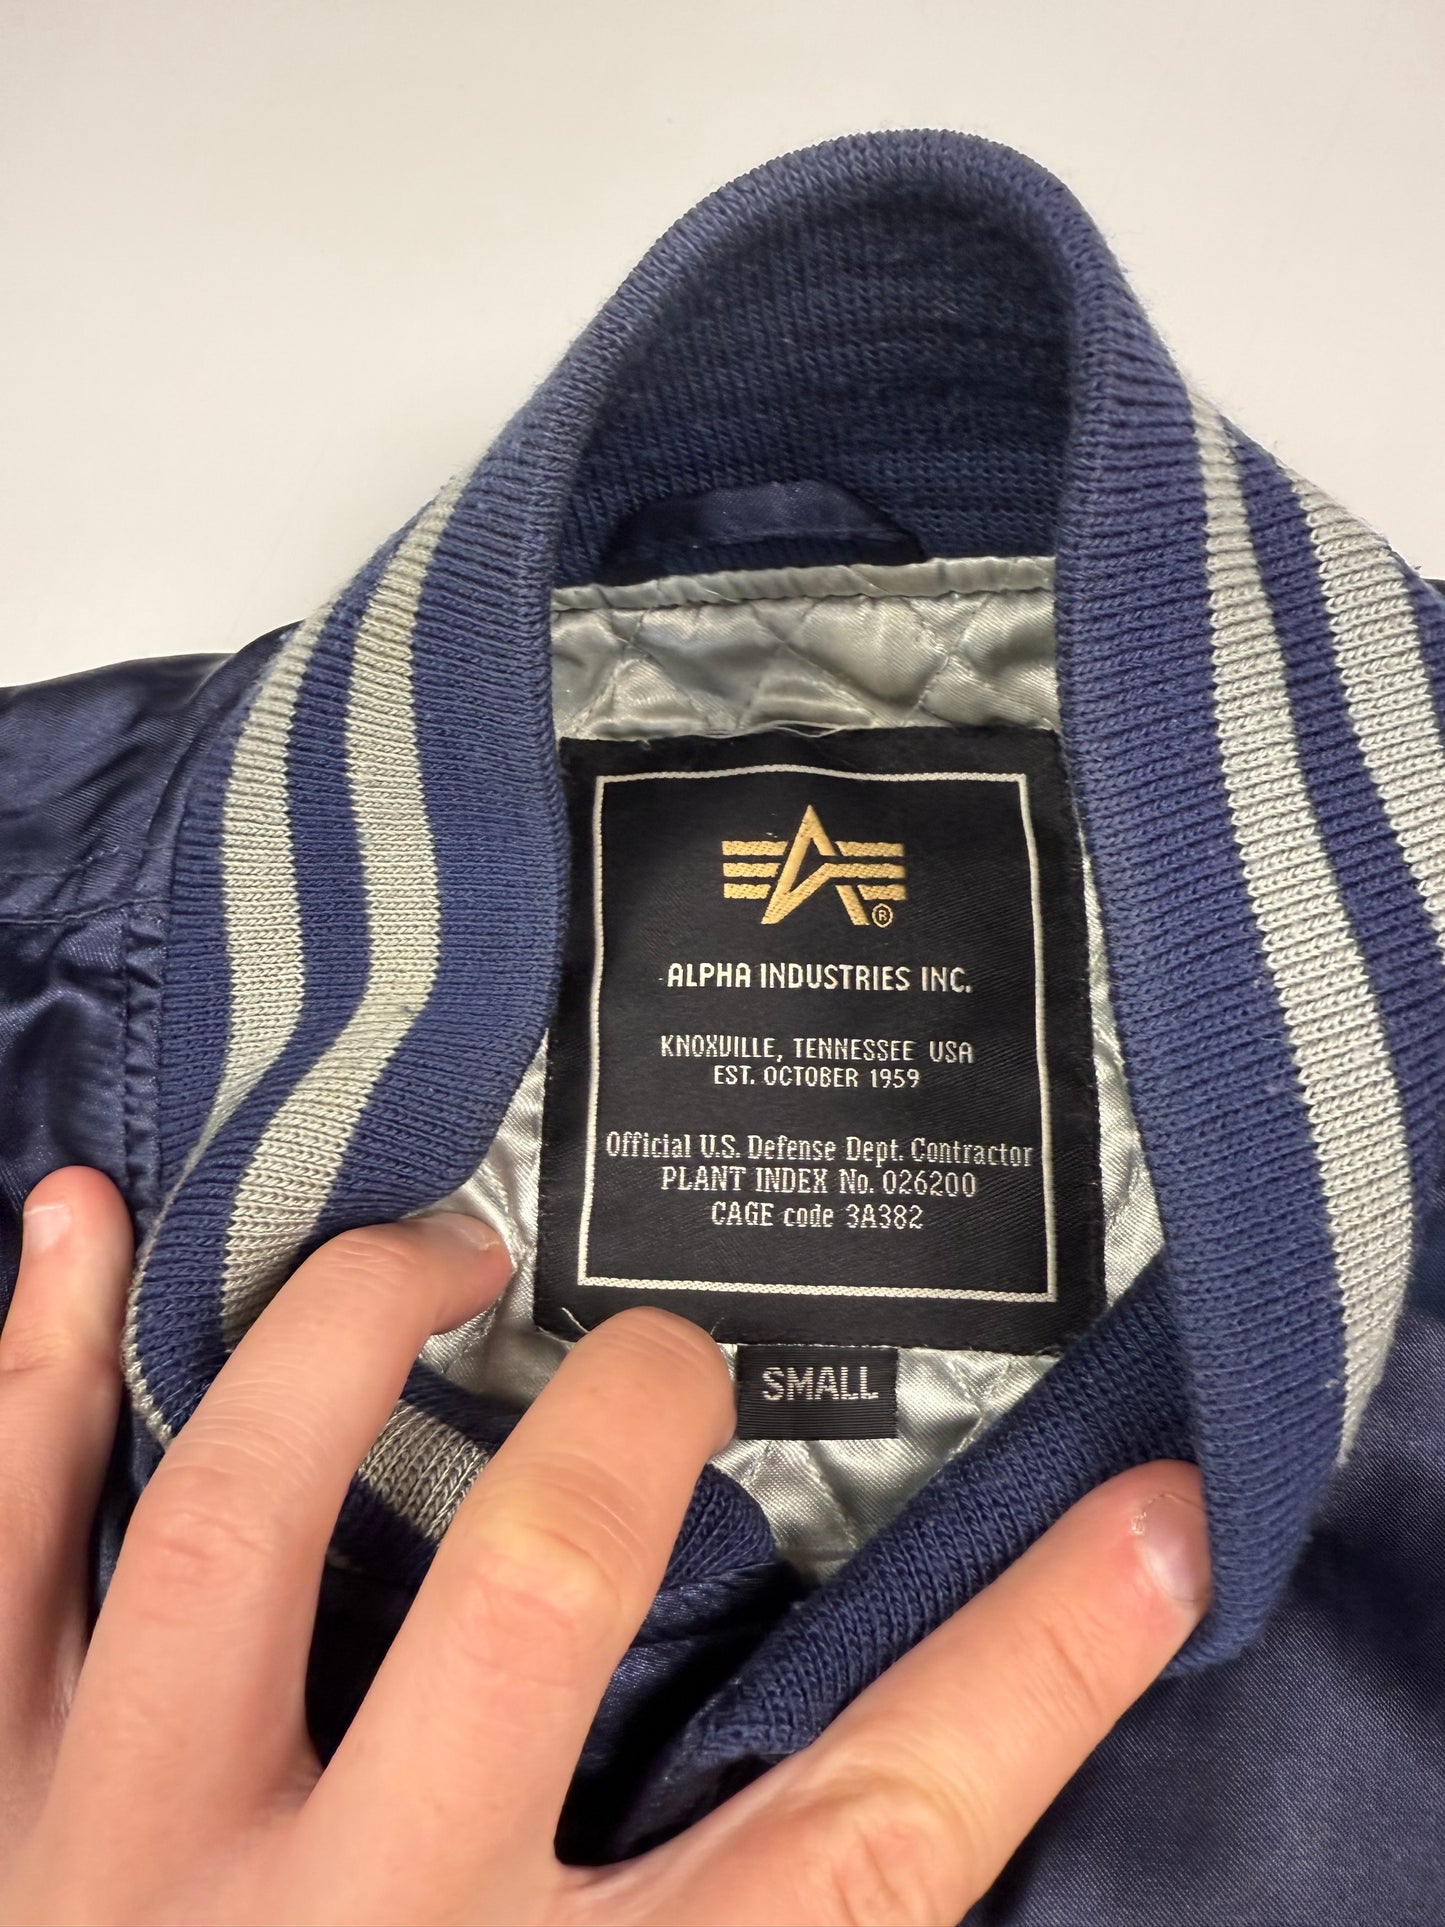 ®
ALPHA INDUSTRIES INC.
KNOXVILLE, TENNESSEE USA
EST. OCTOBER 1959
Official U.S. Defense Dept. Contractor
PLANT INDEX No. 026200
CAGE code 3A382
SMALL